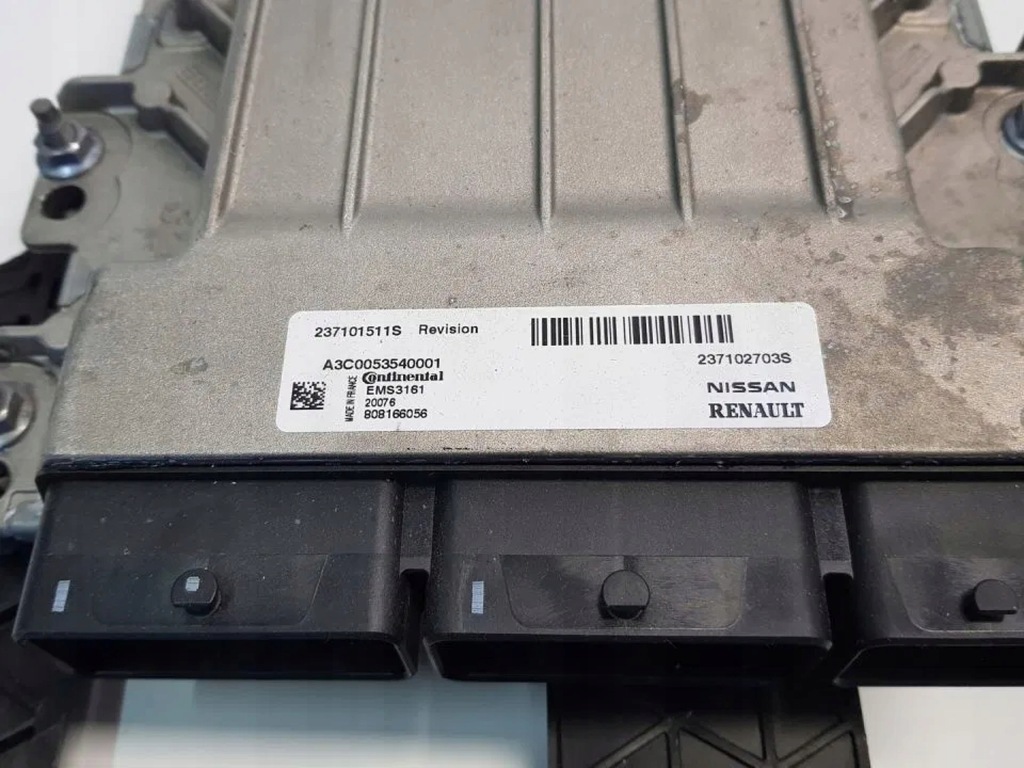 237101511S Revision
237102703S
A3C0053540001
Continental
EMS3161
20076
808166056
MADE IN FRANCE
NISSAN
RENAULT